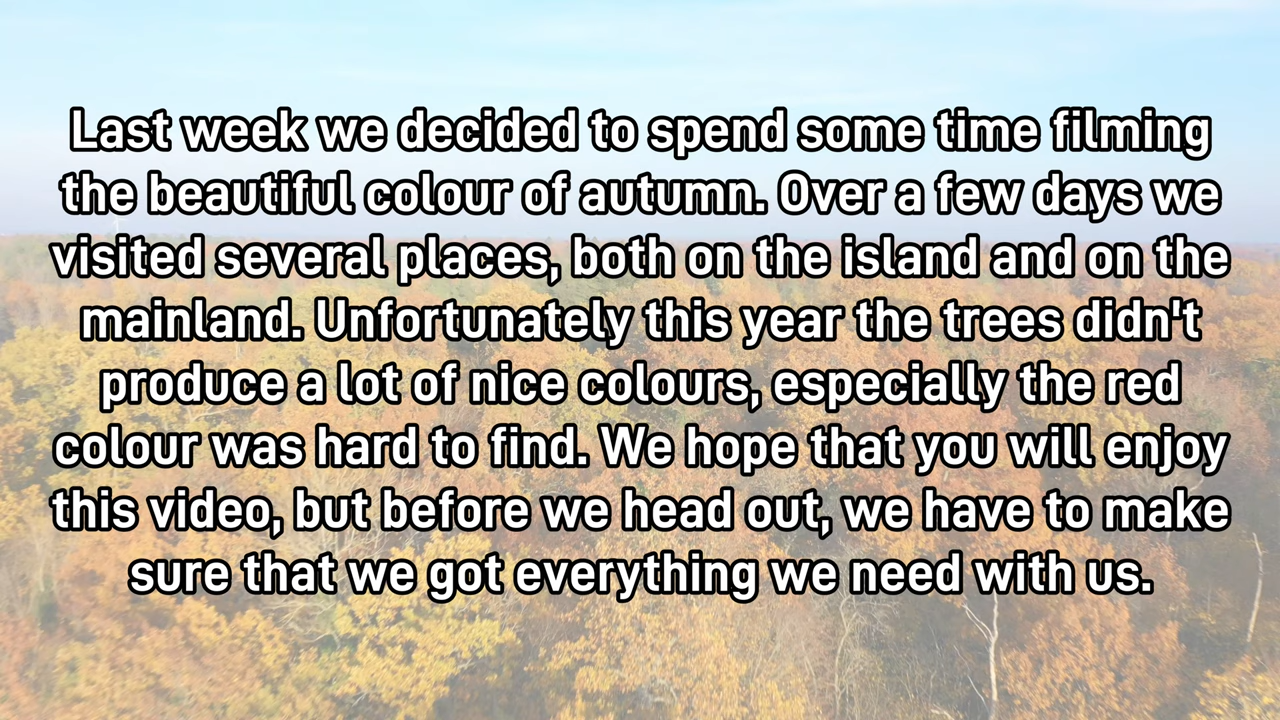 Last week we decided to spend some time filming
the beautiful colour of autumn. Over a few days we
visited several places, both on the island and on the
mainland. Unfortunately this year the trees didn't
produce a lot of nice colours, especially the red
colour was hard to find. We hope that you will enjoy
this video, but before we head out, we have to make
sure that we got everything we need with us.